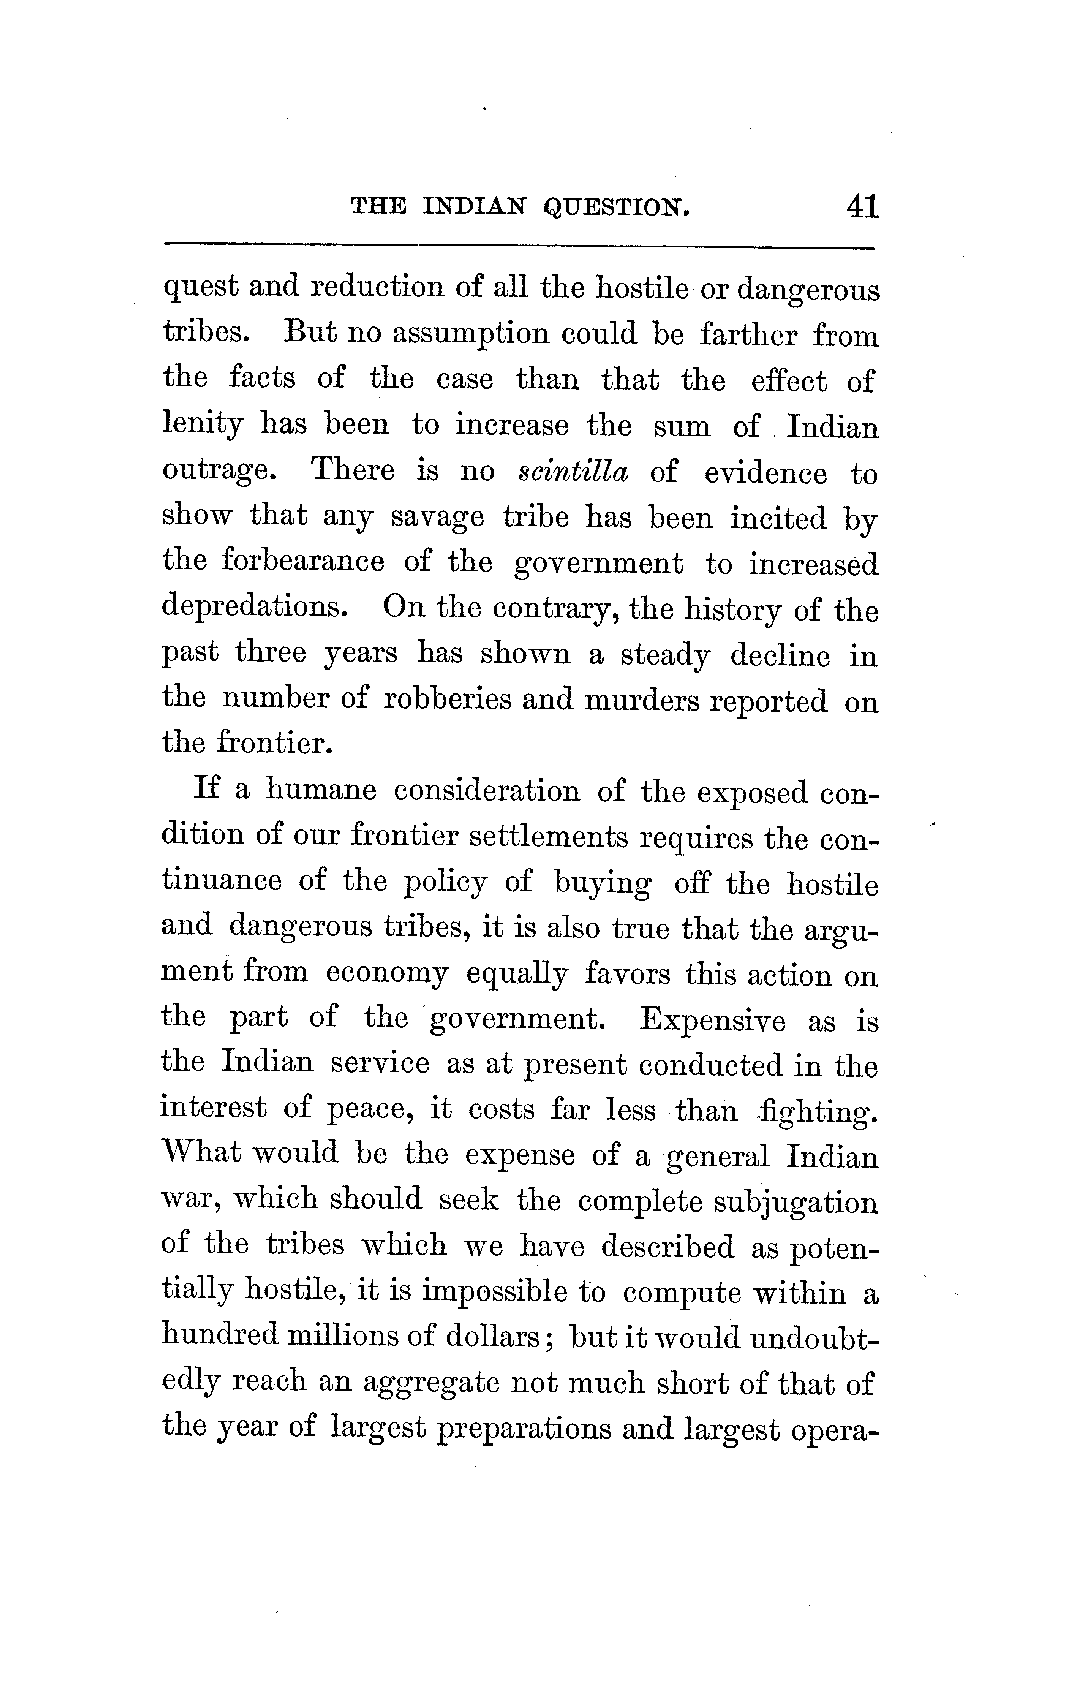 THE INDIAN QUESTION. 41
quest and reduction of all the hostile or dangerous
tribes. But no assumption could be farther from
the facts of the case than that the effect of
lenity has been to increase the sum of Indian
outrage. There is no scintilla of evidence to
show that any savage tribe has been incited by
the forbearance of the government to increased
depredations. On the contrary, the history of the
past three years has shown a steady decline in
the number of robberies and murders reported on
the frontier.
If a humane consideration of the exposed con-
dition of our frontier settlements requires the con-
tinuance of the policy of buying off the hostile
and dangerous tribes, it is also true that the argu-
ment from economy equally favors this action on
the part of the government. Expensive as is
the Indian service as at present conducted in the
interest of peace, it costs far less than fighting.
What would be the expense of a general Indian
war, which should seek the complete subjugation
of the tribes which we have described as poten-
tially hostile, it is impossible to compute within a
hundred millions of dollars; but it would undoubt-
edly reach an aggregate not much short of that of
the year of largest preparations and largest opera-